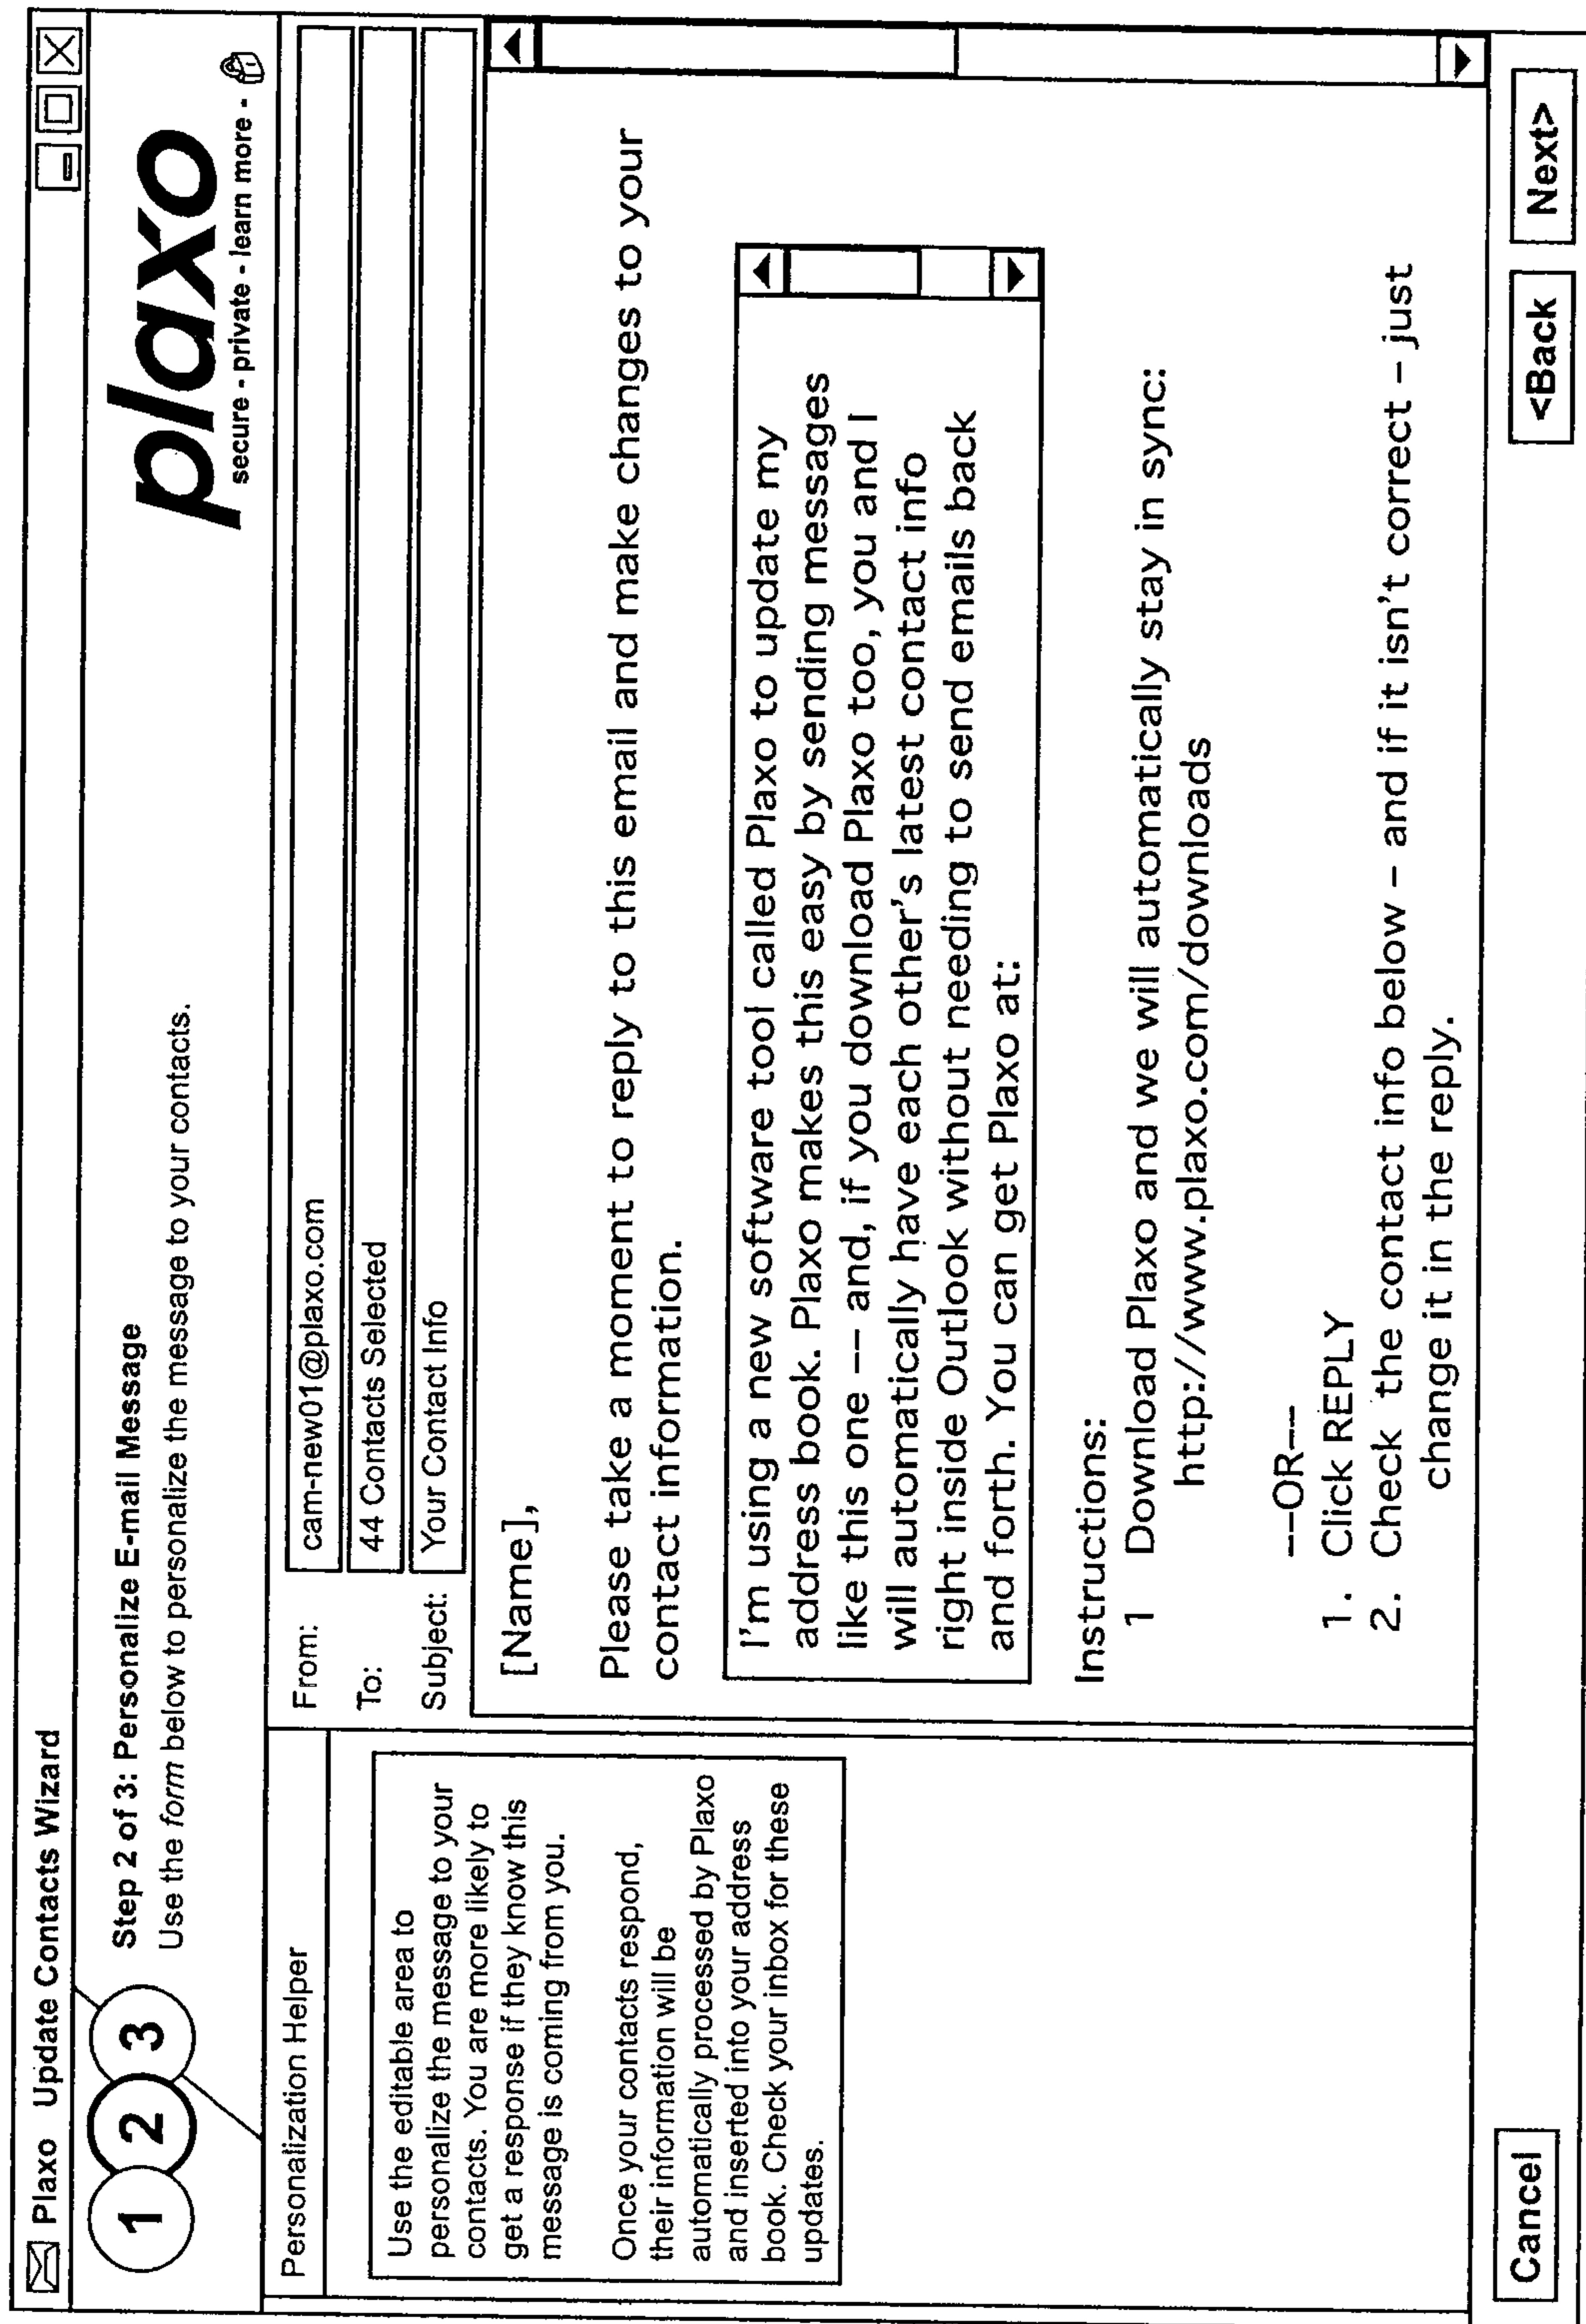 Plaxo Update Contacts Wizard
1 2 3
Step 2 of 3: Personalize E-mail Message
Use the form below to personalize the message to your contacts.
plaxo
secure - private - learn more -
Personalization Helper
Use the editable area to
personalize the message to your
contacts. You are more likely to
get a response if they know this
message is coming from you.
Once your contacts respond,
their information will be
automatically processed by Plaxo
and inserted into your address
book. Check your inbox for these
updates.
From: cam-new01@plaxo.com
To: 44 Contacts Selected
Subject: Your Contact Info
[Name],
Please take a moment to reply to this email and make changes to your
contact information.
I'm using a new software tool called Plaxo to update my
address book. Plaxo makes this easy by sending messages
like this one -- and, if you download Plaxo too, you and I
will automatically have each other's latest contact info
right inside Outlook without needing to send emails back
and forth. You can get Plaxo at:
Instructions:
1 Download Plaxo and we will automatically stay in sync:
http://www.plaxo.com/downloads
--OR--
1. Click REPLY
2. Check the contact info below – and if it isn't correct – just
change it in the reply.
Cancel
<Back
Next>